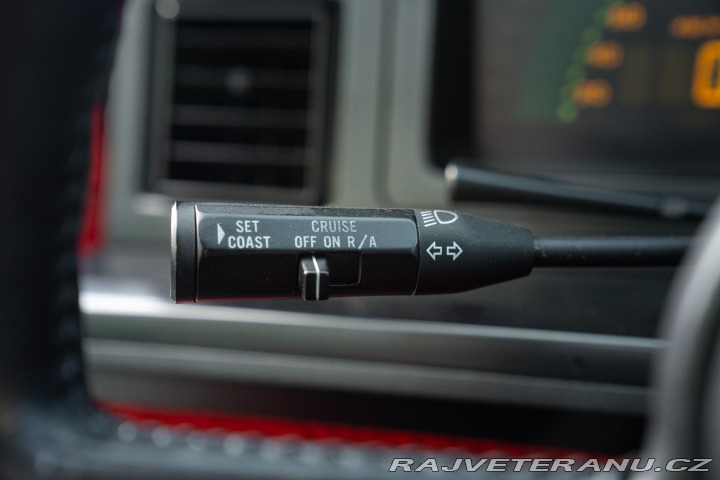 SET CRUISE
COAST OFF ON R/A
RAJVETERANU.CZ